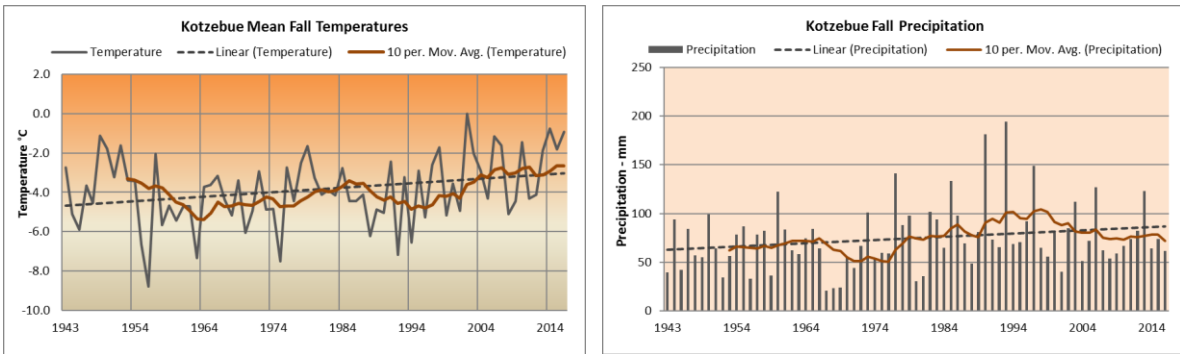 Kotzebue Mean Fall Temperatures
Temperature Linear (Temperature) 10 per. Mov. Avg. (Temperature)
2.0
0.0
-2.0
-4.0
-6.0
-8.0
-10.0
Temperature °C
1943 1954 1964 1974 1984 1994 2004 2014
Kotzebue Fall Precipitation
Precipitation Linear (Precipitation) 10 per. Mov. Avg. (Precipitation)
250
200
150
100
50
0
Precipitation - mm
1943 1954 1964 1974 1984 1994 2004 2014